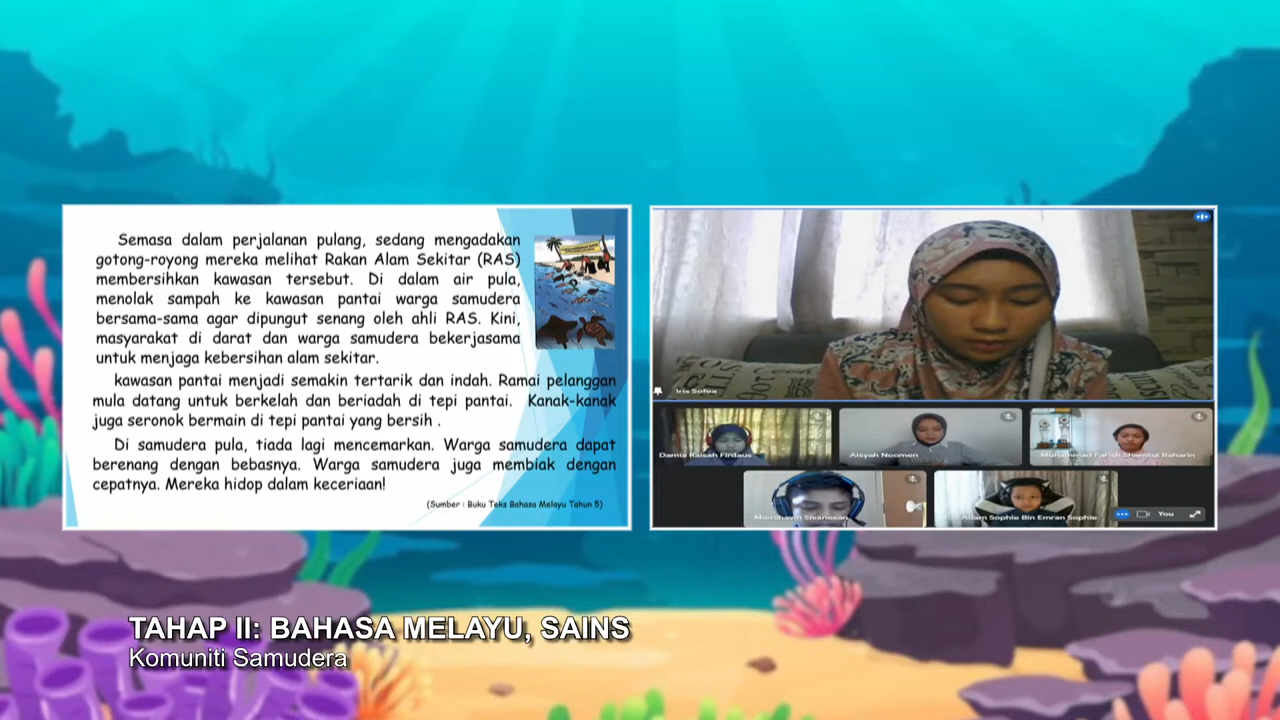 Semasa dalam perjalanan pulang, sedang mengadakan
gotong-royong mereka melihat Rakan Alam Sekitar (RAS)
membersihkan kawasan tersebut. Di dalam air pula,
menolak sampah ke kawasan pantai warga samudera
bersama-sama agar dipungut senang oleh ahli RAS. Kini,
masyarakat di darat dan warga samudera bekerjasama
untuk menjaga kebersihan alam sekitar.
kawasan pantai menjadi semakin tertarik dan indah. Ramai pelanggan
mula datang untuk berkelah dan beriadah di tepi pantai. Kanak-kanak
juga seronok bermain di tepi pantai yang bersih .
Di samudera pula, tiada lagi mencemarkan. Warga samudera dapat
berenang dengan bebasnya. Warga samudera juga membiak dengan
cepatnya. Mereka hidop dalam keceriaan!
(Sumber : Buku Teks Bahasa Melayu Tahun 5)
Iris Sofea
Damia Raisah Firdaus
Aisyah Noomen
Muhammad Farish Shamsul Baharin
Adam Sophie Bin Emran Sophie
You
TAHAP II: BAHASA MELAYU, SAINS
Komuniti Samudera